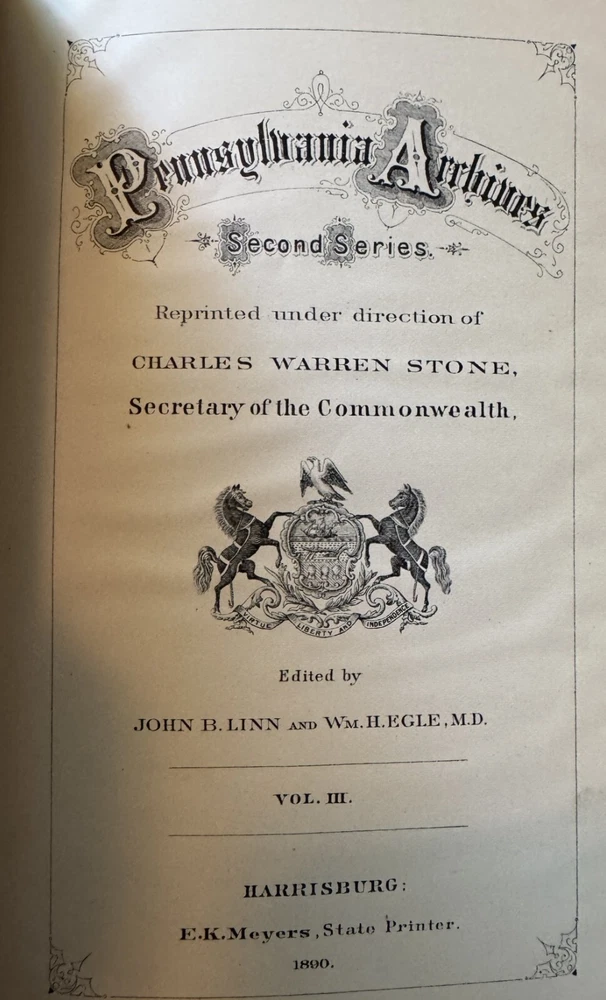 Pennsylvania Archives
Second Series.
Reprinted under direction of
CHARLES WARREN STONE,
Secretary of the Commonwealth,
VIRTUE LIBERTY AND INDEPENDENCE
Edited by
JOHN B. LINN AND WM. H. EGLE, M.D.
VOL. III.
HARRISBURG:
E.K. Meyers, State Printer.
1890.